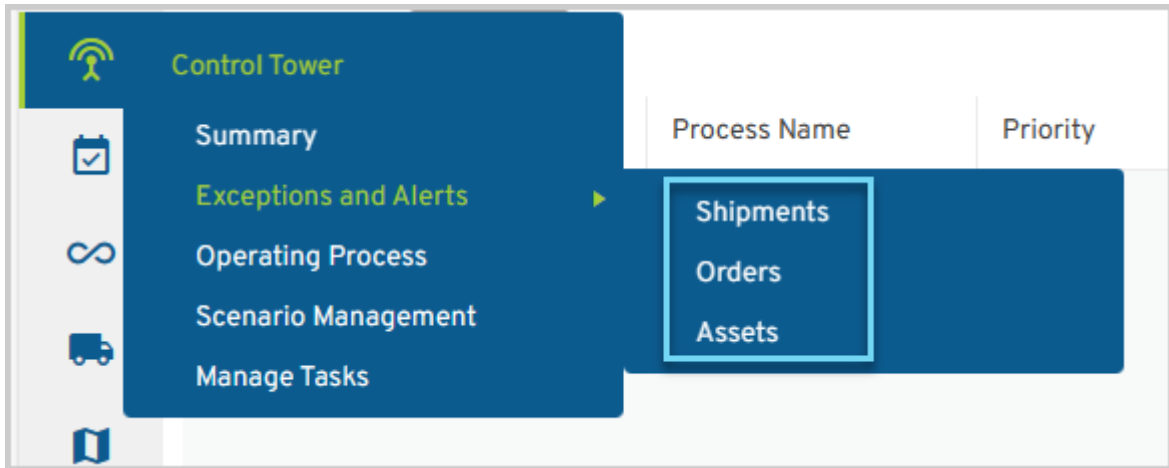 Control Tower
Summary
Process Name
Priority
Exceptions and Alerts
Shipments
Operating Process
Orders
Scenario Management
Assets
Manage Tasks